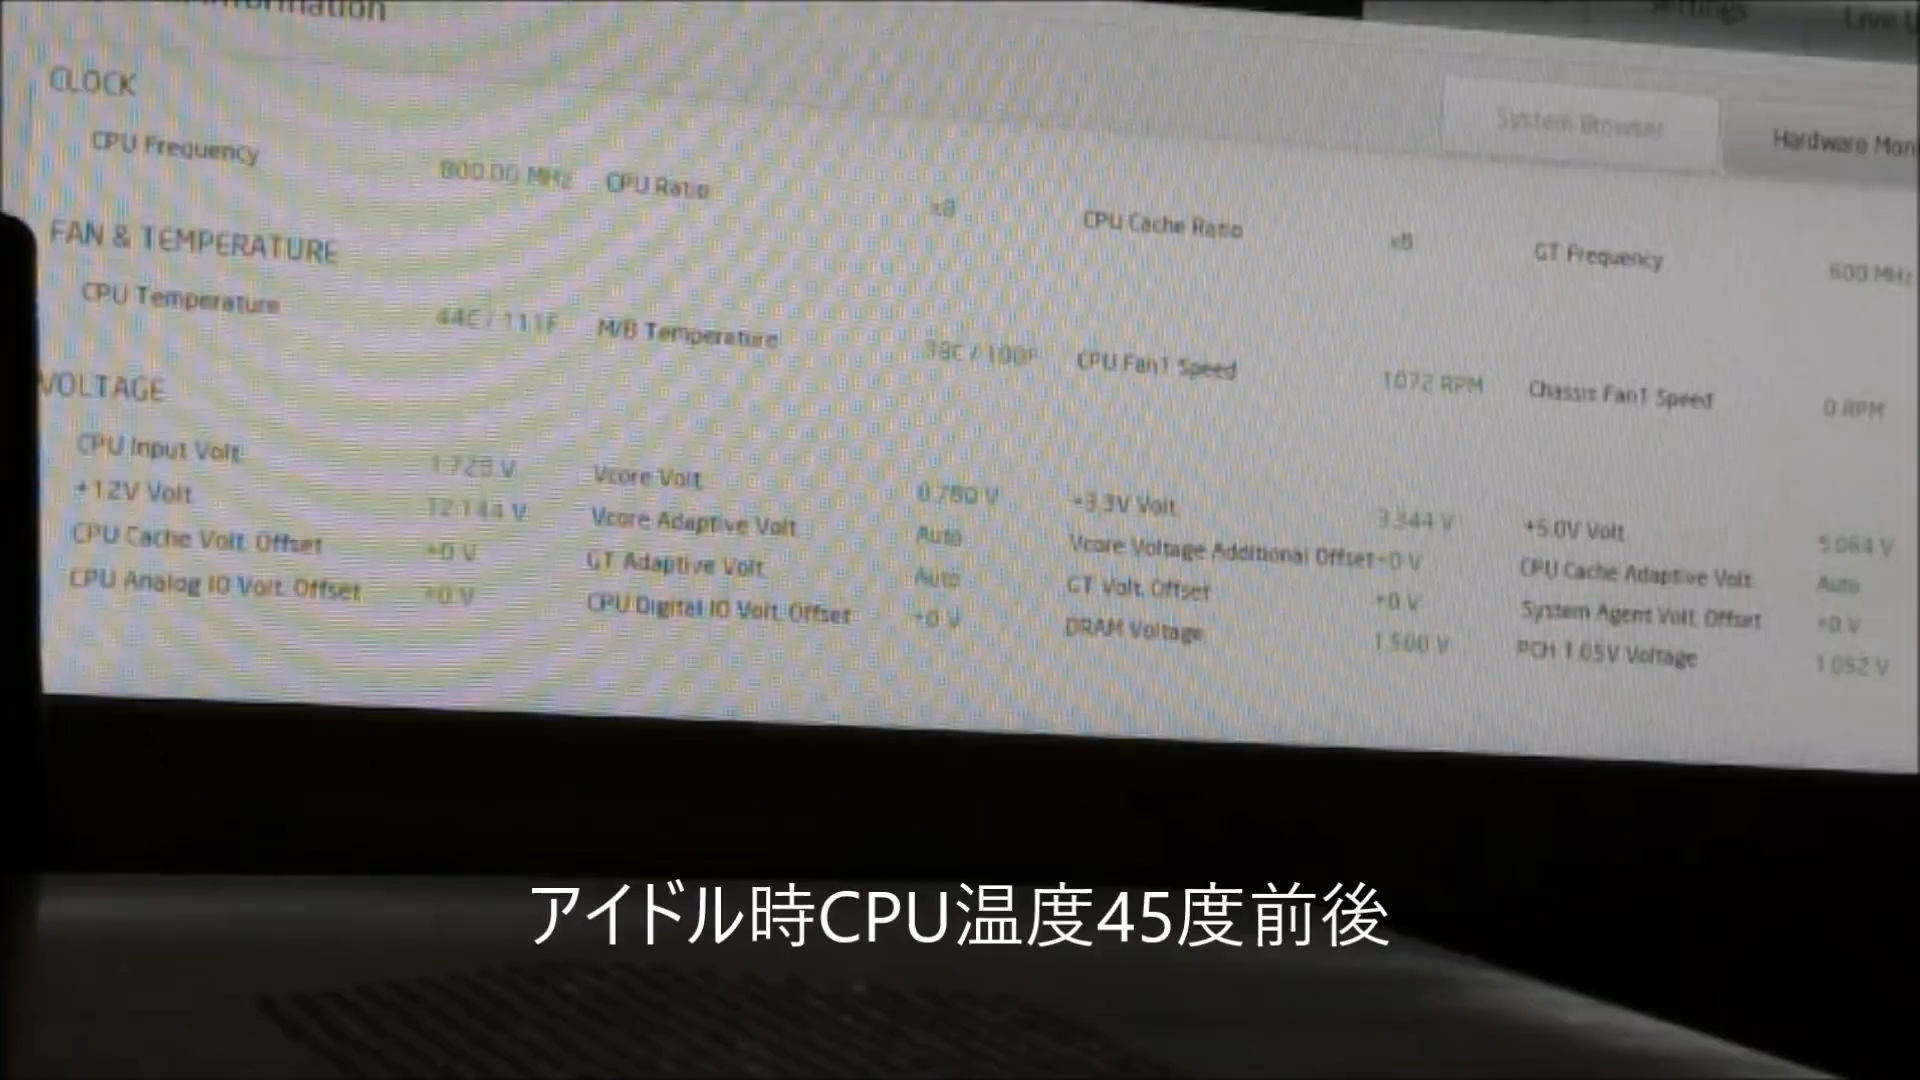 Settings
Live U
CLOCK
System Browser
Hardware Mon
CPU Frequency 800.00 MHz CPU Ratio x8 CPU Cache Ratio x8 GT Frequency 600 MHz
FAN & TEMPERATURE
CPU Temperature 44C / 111F M/B Temperature 38C / 100F CPU Fan1 Speed 1072 RPM Chassis Fan1 Speed 0 RPM
VOLTAGE
CPU Input Volt. 1.728 V Vcore Volt. 0.780 V +3.3V Volt. 3.344 V +5.0V Volt. 5.064 V
+12V Volt. 12.144 V Vcore Adaptive Volt. Auto Vcore Voltage Additional Offset +0 V CPU Cache Adaptive Volt. Auto
CPU Cache Volt. Offset +0 V GT Adaptive Volt. Auto GT Volt. Offset +0 V System Agent Volt. Offset +0 V
CPU Analog IO Volt. Offset +0 V CPU Digital IO Volt. Offset +0 V DRAM Voltage 1.500 V PCH 1.05V Voltage 1.052 V
アイドル時CPU温度45度前後